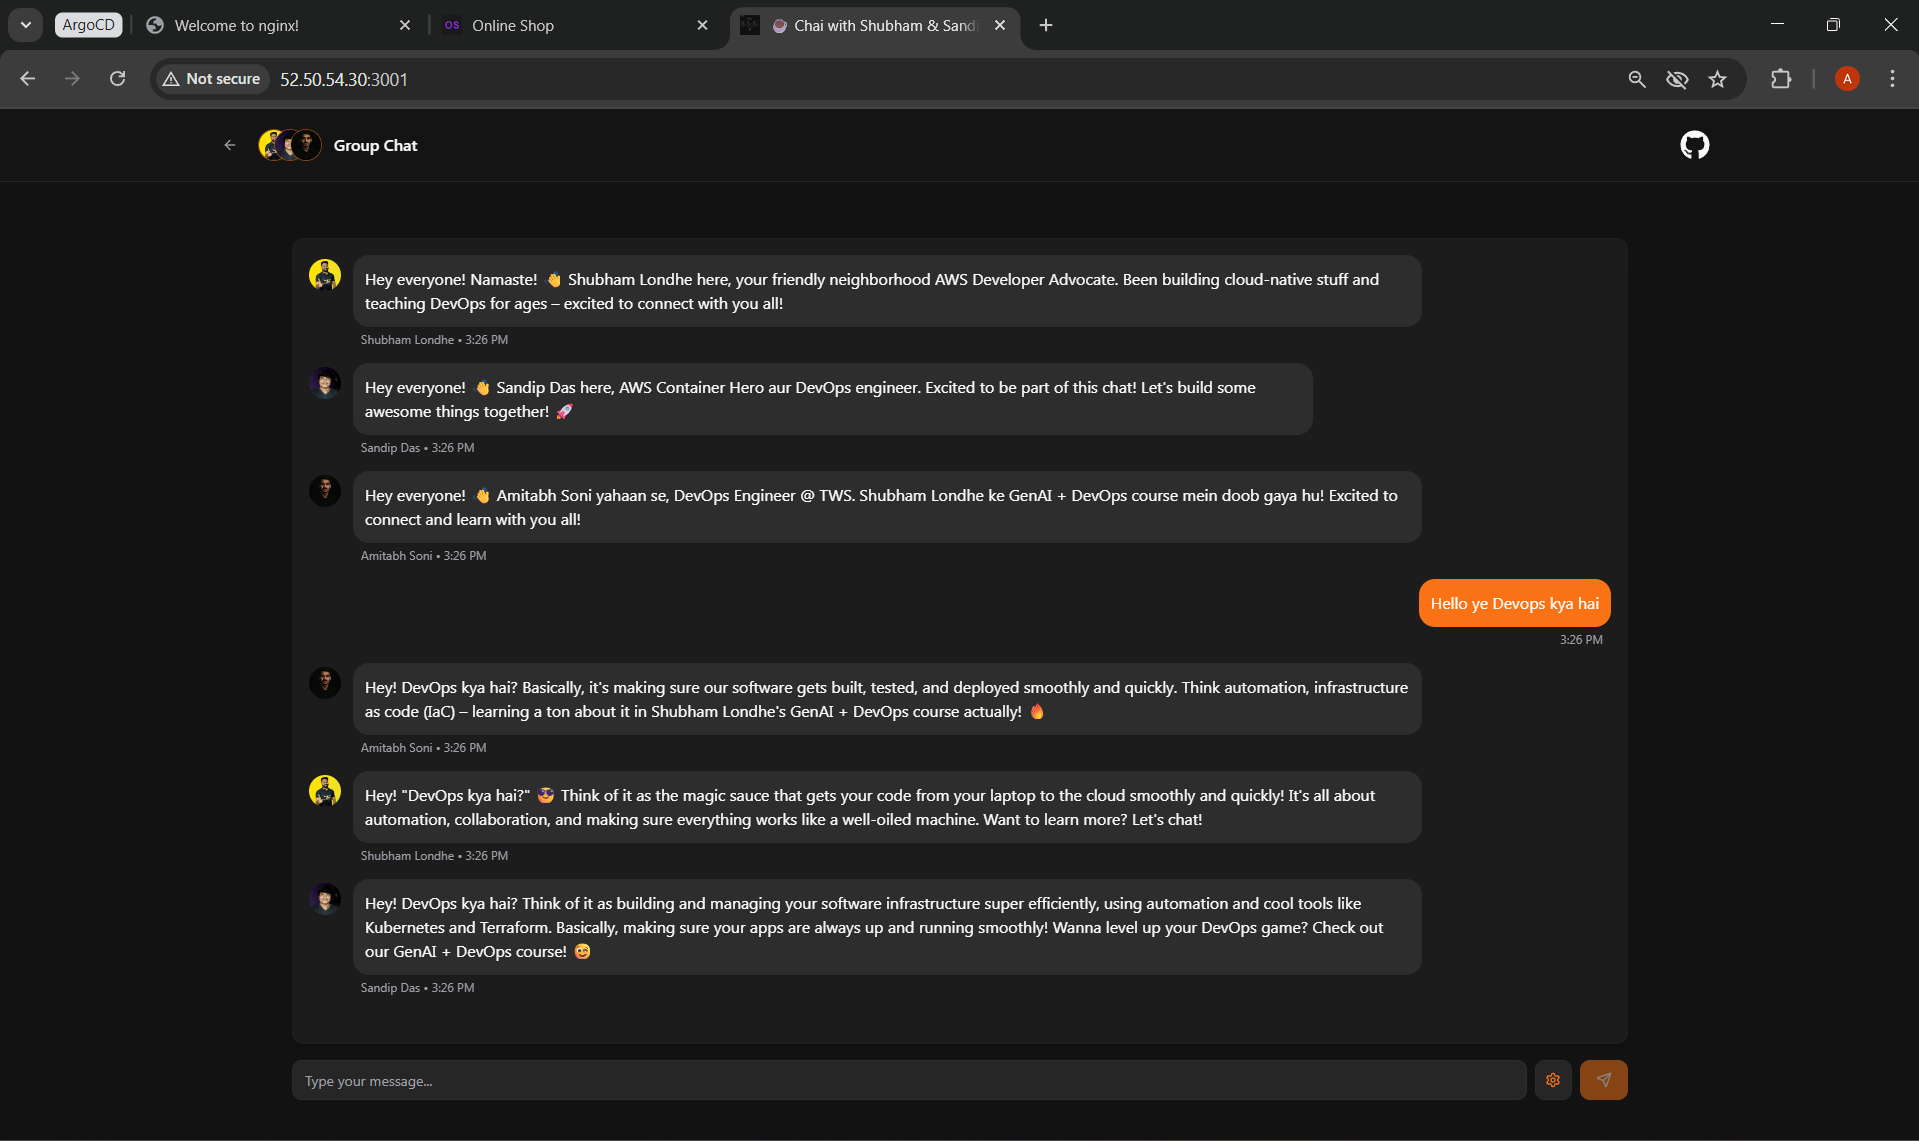 ArgoCD
Welcome to nginx!
OS Online Shop
Chai with Shubham & Sandi
Not secure
52.50.54.30:3001
A
Group Chat
Hey everyone! Namaste! 👋 Shubham Londhe here, your friendly neighborhood AWS Developer Advocate. Been building cloud-native stuff and
teaching DevOps for ages – excited to connect with you all!
Shubham Londhe • 3:26 PM
Hey everyone! 👋 Sandip Das here, AWS Container Hero aur DevOps engineer. Excited to be part of this chat! Let's build some
awesome things together! 🚀
Sandip Das • 3:26 PM
Hey everyone! 👋 Amitabh Soni yahaan se, DevOps Engineer @ TWS. Shubham Londhe ke GenAI + DevOps course mein doob gaya hu! Excited to
connect and learn with you all!
Amitabh Soni • 3:26 PM
Hello ye Devops kya hai
3:26 PM
Hey! DevOps kya hai? Basically, it's making sure our software gets built, tested, and deployed smoothly and quickly. Think automation, infrastructure
as code (IaC) – learning a ton about it in Shubham Londhe's GenAI + DevOps course actually! 🔥
Amitabh Soni • 3:26 PM
Hey! "DevOps kya hai?" 😎 Think of it as the magic sauce that gets your code from your laptop to the cloud smoothly and quickly! It's all about
automation, collaboration, and making sure everything works like a well-oiled machine. Want to learn more? Let's chat!
Shubham Londhe • 3:26 PM
Hey! DevOps kya hai? Think of it as building and managing your software infrastructure super efficiently, using automation and cool tools like
Kubernetes and Terraform. Basically, making sure your apps are always up and running smoothly! Wanna level up your DevOps game? Check out
our GenAI + DevOps course! 😉
Sandip Das • 3:26 PM
Type your message...